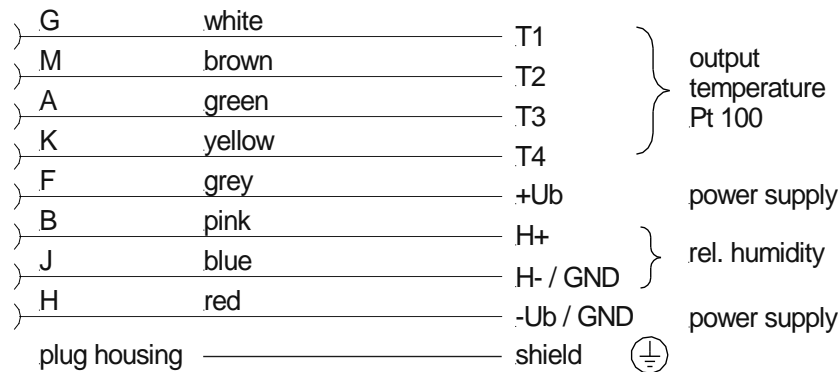 G white T1
M brown T2
A green T3
K yellow T4
output
temperature
Pt 100
F grey +Ub power supply
B pink H+
J blue H- / GND
rel. humidity
H red -Ub / GND power supply
plug housing shield